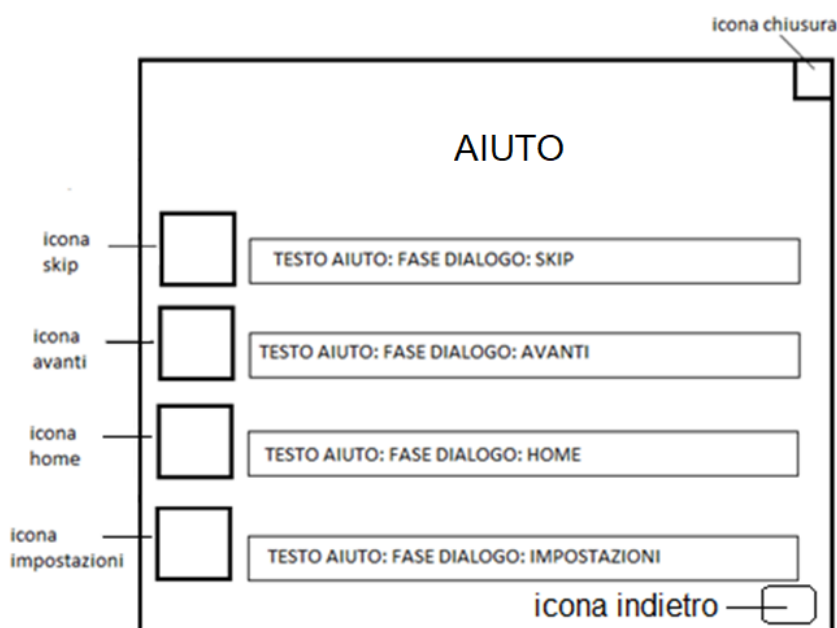 icona chiusura
AIUTO
icona
skip
TESTO AIUTO: FASE DIALOGO: SKIP
icona
avanti
TESTO AIUTO: FASE DIALOGO: AVANTI
icona
home
TESTO AIUTO: FASE DIALOGO: HOME
icona
impostazioni
TESTO AIUTO: FASE DIALOGO: IMPOSTAZIONI
icona indietro